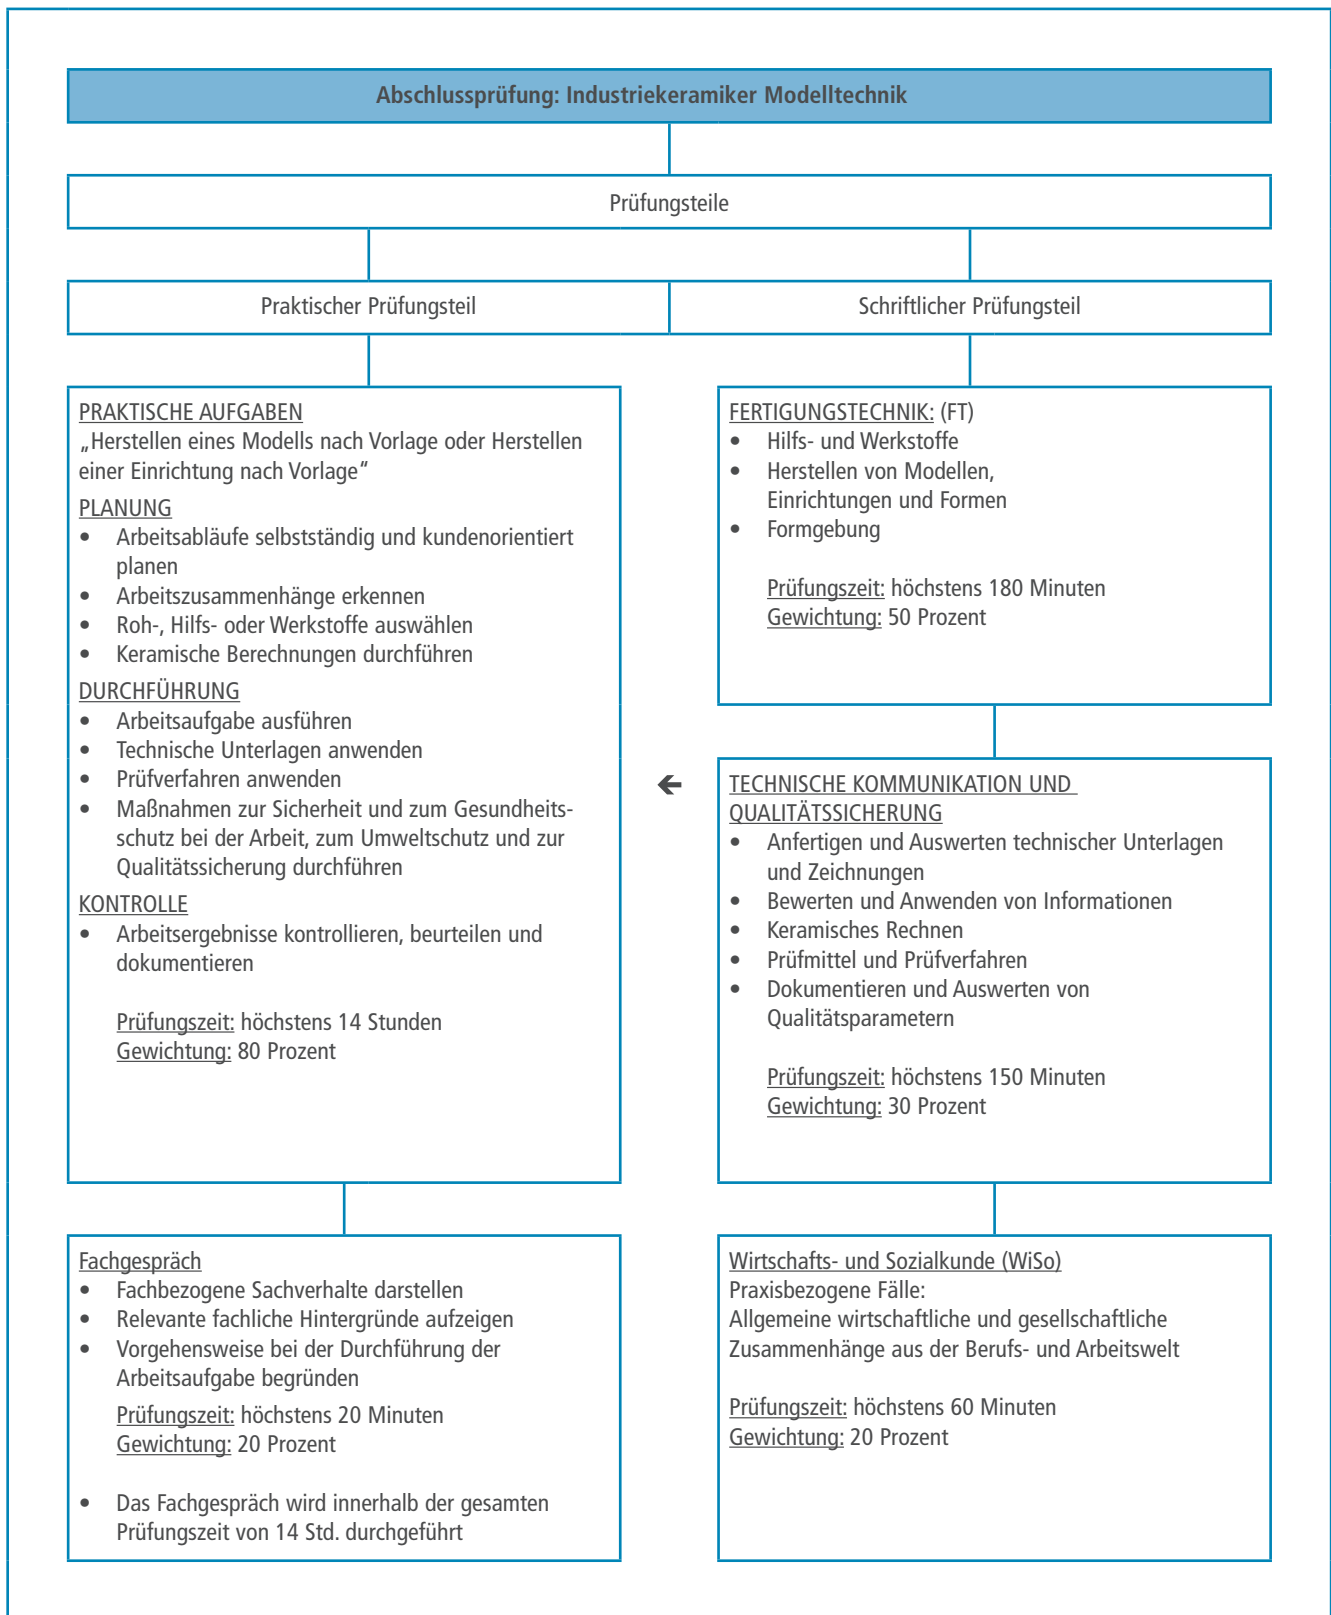 Abschlussprüfung: Industriekeramiker Modelltechnik
Prüfungsteile
Praktischer Prüfungsteil
Schriftlicher Prüfungsteil
PRAKTISCHE AUFGABEN
„Herstellen eines Modells nach Vorlage oder Herstellen
einer Einrichtung nach Vorlage“
PLANUNG
• Arbeitsabläufe selbstständig und kundenorientiert
planen
• Arbeitszusammenhänge erkennen
• Roh-, Hilfs- oder Werkstoffe auswählen
• Keramische Berechnungen durchführen
DURCHFÜHRUNG
• Arbeitsaufgabe ausführen
• Technische Unterlagen anwenden
• Prüfverfahren anwenden
• Maßnahmen zur Sicherheit und zum Gesundheits-
schutz bei der Arbeit, zum Umweltschutz und zur
Qualitätssicherung durchführen
KONTROLLE
• Arbeitsergebnisse kontrollieren, beurteilen und
dokumentieren
Prüfungszeit: höchstens 14 Stunden
Gewichtung: 80 Prozent
Fachgespräch
• Fachbezogene Sachverhalte darstellen
• Relevante fachliche Hintergründe aufzeigen
• Vorgehensweise bei der Durchführung der
Arbeitsaufgabe begründen
Prüfungszeit: höchstens 20 Minuten
Gewichtung: 20 Prozent
• Das Fachgespräch wird innerhalb der gesamten
Prüfungszeit von 14 Std. durchgeführt
FERTIGUNGSTECHNIK: (FT)
• Hilfs- und Werkstoffe
• Herstellen von Modellen,
Einrichtungen und Formen
• Formgebung
Prüfungszeit: höchstens 180 Minuten
Gewichtung: 50 Prozent
TECHNISCHE KOMMUNIKATION UND
QUALITÄTSSICHERUNG
• Anfertigen und Auswerten technischer Unterlagen
und Zeichnungen
• Bewerten und Anwenden von Informationen
• Keramisches Rechnen
• Prüfmittel und Prüfverfahren
• Dokumentieren und Auswerten von
Qualitätsparametern
Prüfungszeit: höchstens 150 Minuten
Gewichtung: 30 Prozent
Wirtschafts- und Sozialkunde (WiSo)
Praxisbezogene Fälle:
Allgemeine wirtschaftliche und gesellschaftliche
Zusammenhänge aus der Berufs- und Arbeitswelt
Prüfungszeit: höchstens 60 Minuten
Gewichtung: 20 Prozent